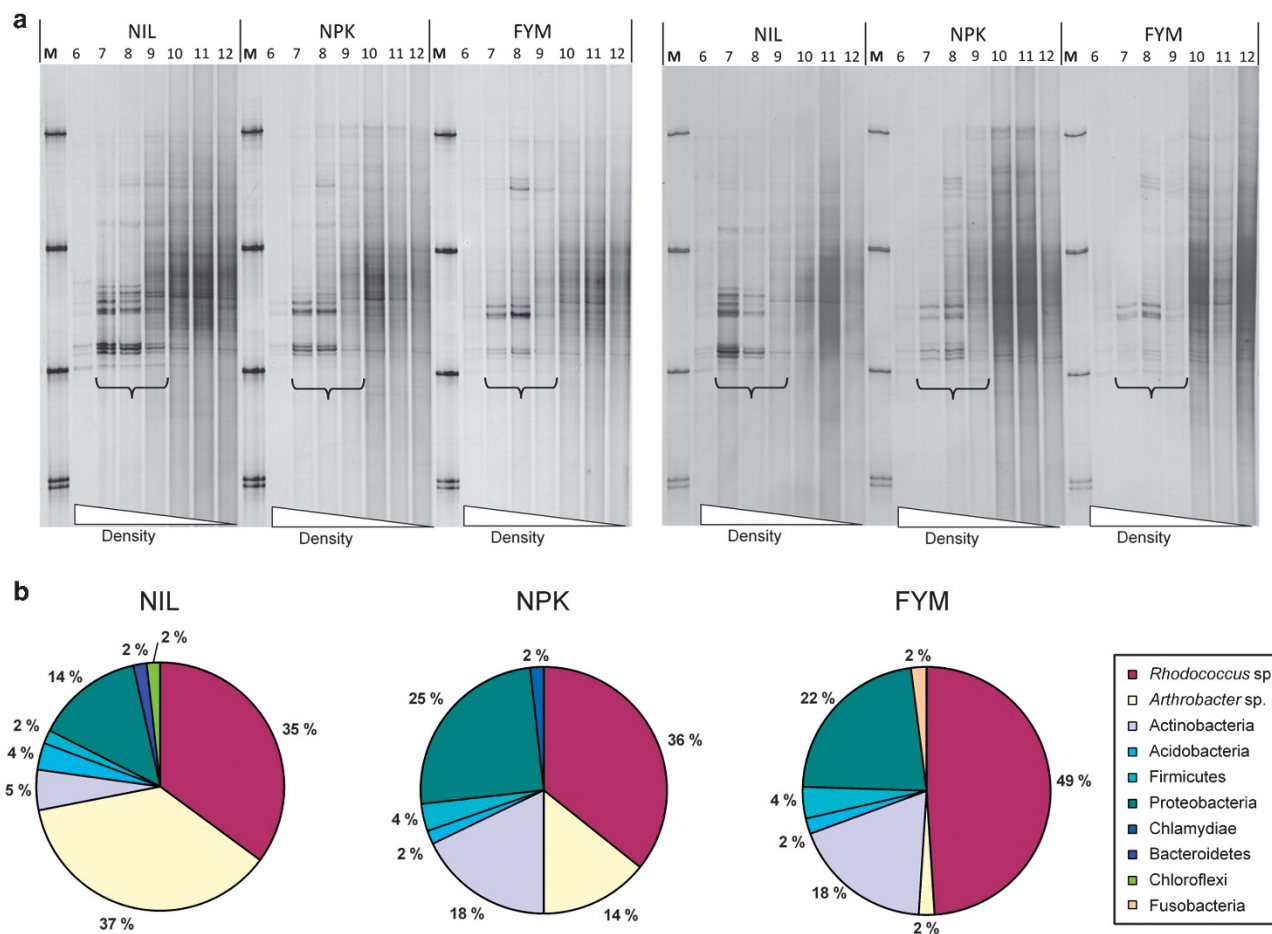 a
NIL NPK FYM
M 6 7 8 9 10 11 12 M 6 7 8 9 10 11 12 M 6 7 8 9 10 11 12
Density Density Density
NIL NPK FYM
M 6 7 8 9 10 11 12 M 6 7 8 9 10 11 12 M 6 7 8 9 10 11 12
Density Density Density
b
NIL
2 %
2 %
14 %
2 %
4 %
5 %
35 %
37 %
NPK
2 %
25 %
36 %
4 %
2 %
18 %
14 %
FYM
2 %
22 %
49 %
4 %
2 %
18 %
2 %
Rhodococcus sp
Arthrobacter sp.
Actinobacteria
Acidobacteria
Firmicutes
Proteobacteria
Chlamydiae
Bacteroidetes
Chloroflexi
Fusobacteria